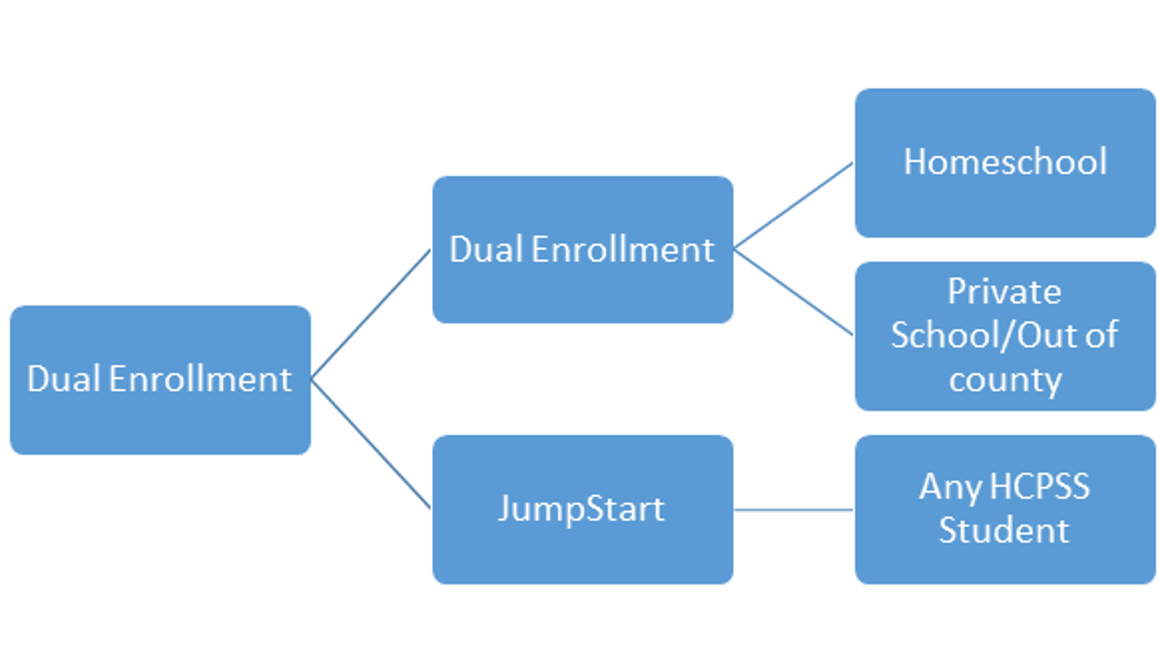 Dual Enrollment
Dual Enrollment
Homeschool
Private
School/Out of
county
JumpStart
Any HCPSS
Student